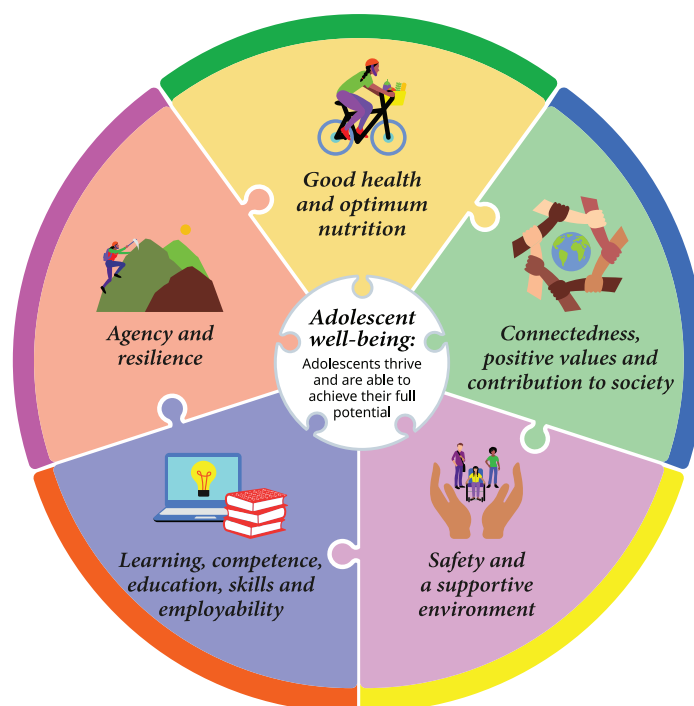 Good health
and optimum
nutrition
Connectedness,
positive values and
contribution to society
Safety and
a supportive
environment
Learning, competence,
education, skills and
employability
Agency and
resilience
Adolescent
well-being:
Adolescents thrive
and are able to
achieve their full
potential